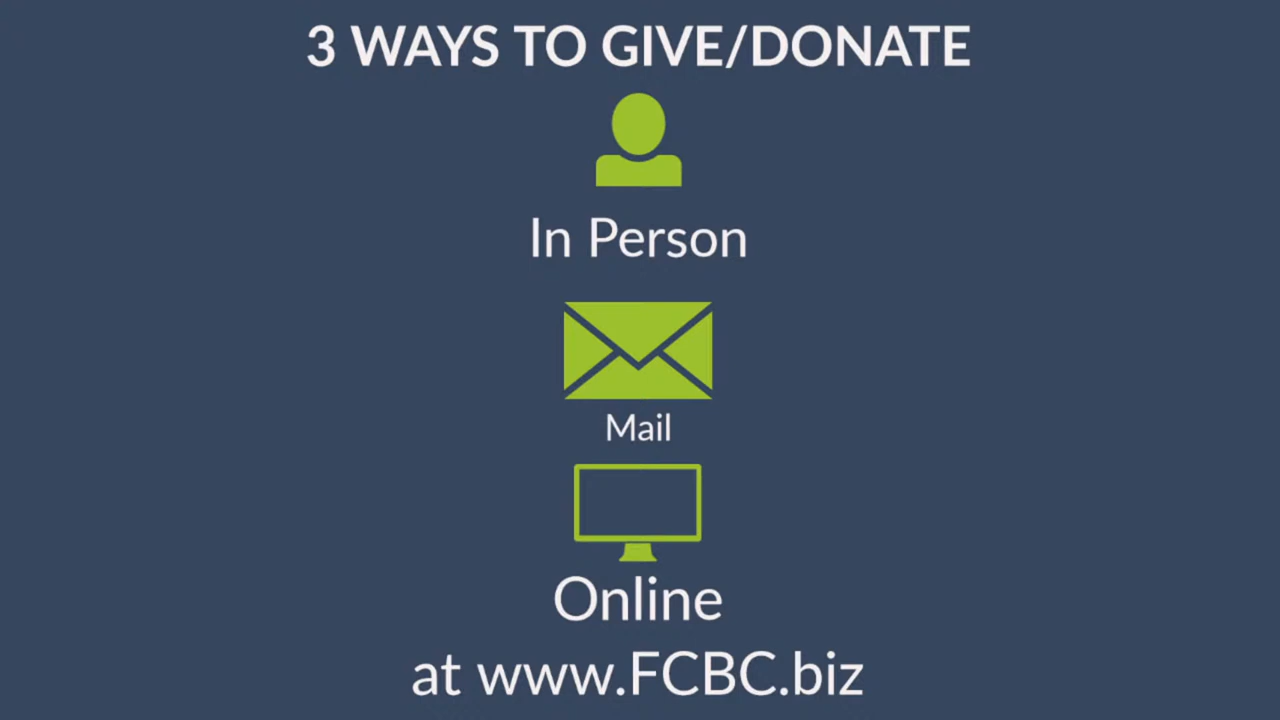 3 WAYS TO GIVE/DONATE
In Person
Mail
Online
at www.FCBC.biz